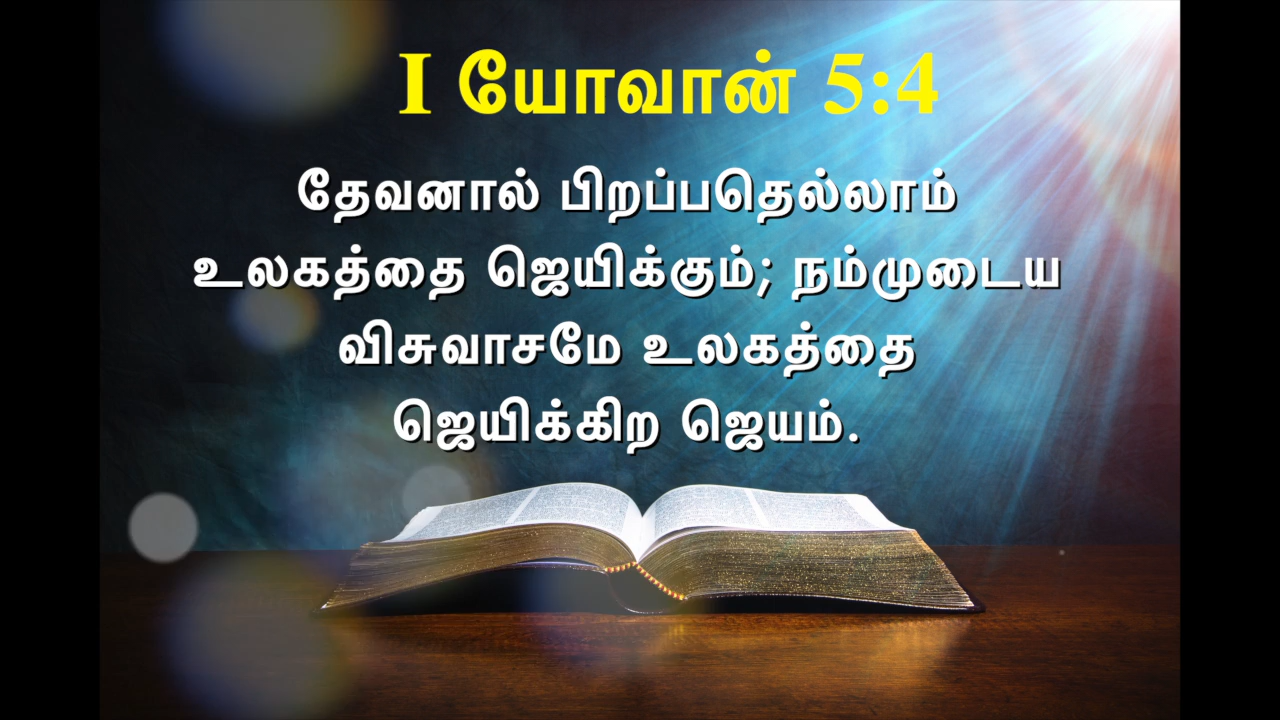 I யோவான் 5:4
தேவனால் பிறப்பதெல்லாம்
உலகத்தை ஜெயிக்கும்; நம்முடைய
விசுவாசமே உலகத்தை
ஜெயிக்கிற ஜெயம்.